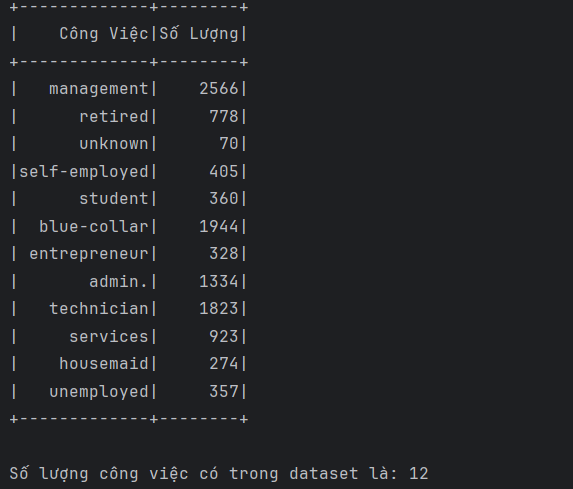 +-------------+--------+
|    Công Việc|Số Lượng|
+-------------+--------+
|   management|    2566|
|      retired|     778|
|      unknown|      70|
|self-employed|     405|
|      student|     360|
|  blue-collar|    1944|
| entrepreneur|     328|
|       admin.|    1334|
|   technician|    1823|
|     services|     923|
|    housemaid|     274|
|   unemployed|     357|
+-------------+--------+
Số lượng công việc có trong dataset là: 12